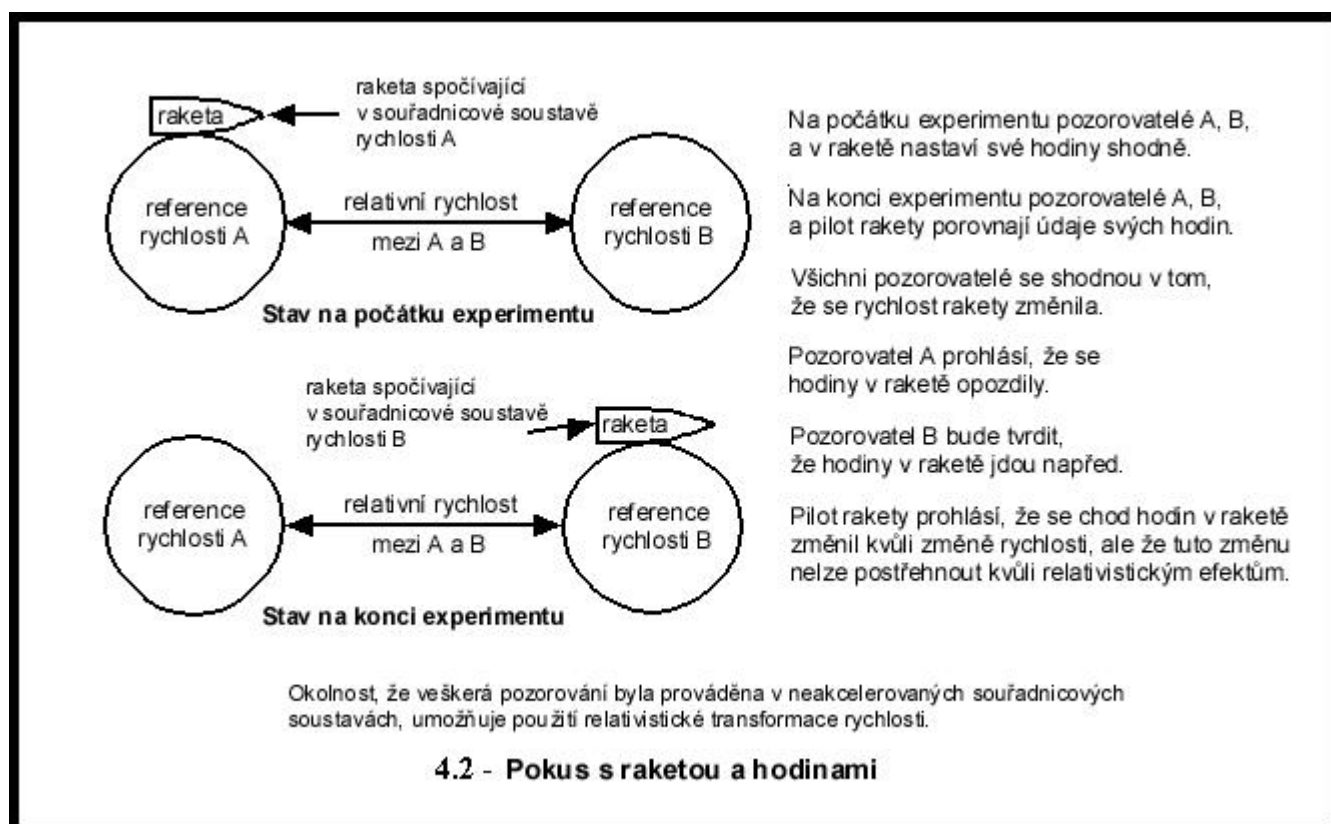 raketa
raketa spočívající
v souřadnicové soustavě
rychlosti A
reference
rychlosti A
relativní rychlost
mezi A a B
reference
rychlosti B
Stav na počátku experimentu
raketa spočívající
v souřadnicové soustavě
rychlosti B
raketa
reference
rychlosti A
relativní rychlost
mezi A a B
reference
rychlosti B
Stav na konci experimentu
Na počátku experimentu pozorovatelé A, B,
a v raketě nastaví své hodiny shodně.
Na konci experimentu pozorovatelé A, B,
a pilot rakety porovnají údaje svých hodin.
Všichni pozorovatelé se shodnou v tom,
že se rychlost rakety změnila.
Pozorovatel A prohlásí, že se
hodiny v raketě opozdily.
Pozorovatel B bude tvrdit,
že hodiny v raketě jdou napřed.
Pilot rakety prohlásí, že se chod hodin v raketě
změnil kvůli změně rychlosti, ale že tuto změnu
nelze postřehnout kvůli relativistickým efektům.
Okolnost, že veškerá pozorování byla prováděna v neakcelerovaných souřadnicových
soustavách, umožňuje použití relativistické transformace rychlosti.
4.2 - Pokus s raketou a hodinami